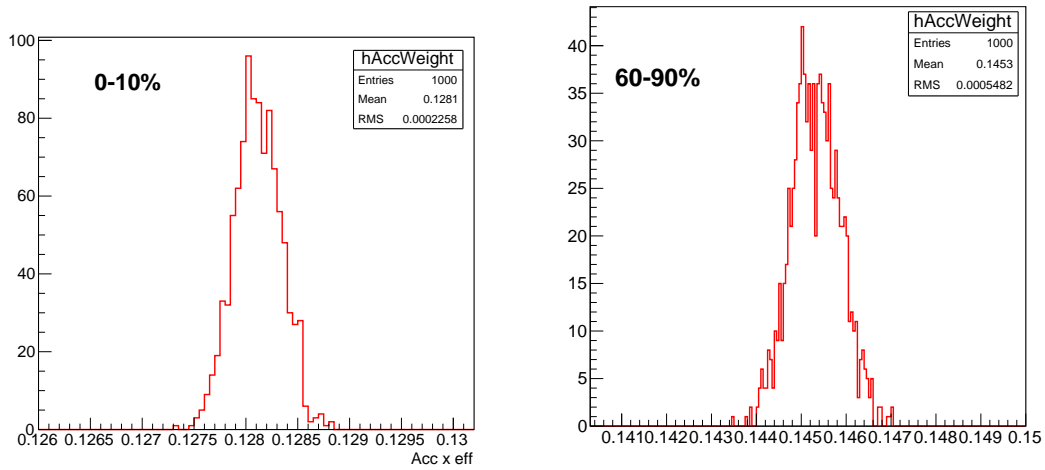 100
80
60
40
20
0
0-10%
hAccWeight
Entries 1000
Mean 0.1281
RMS 0.0002258
0.126 0.1265 0.127 0.1275 0.128 0.1285 0.129 0.1295 0.13
Acc x eff
40
35
30
25
20
15
10
5
0
60-90%
hAccWeight
Entries 1000
Mean 0.1453
RMS 0.0005482
0.141 0.142 0.143 0.144 0.145 0.146 0.147 0.148 0.149 0.15